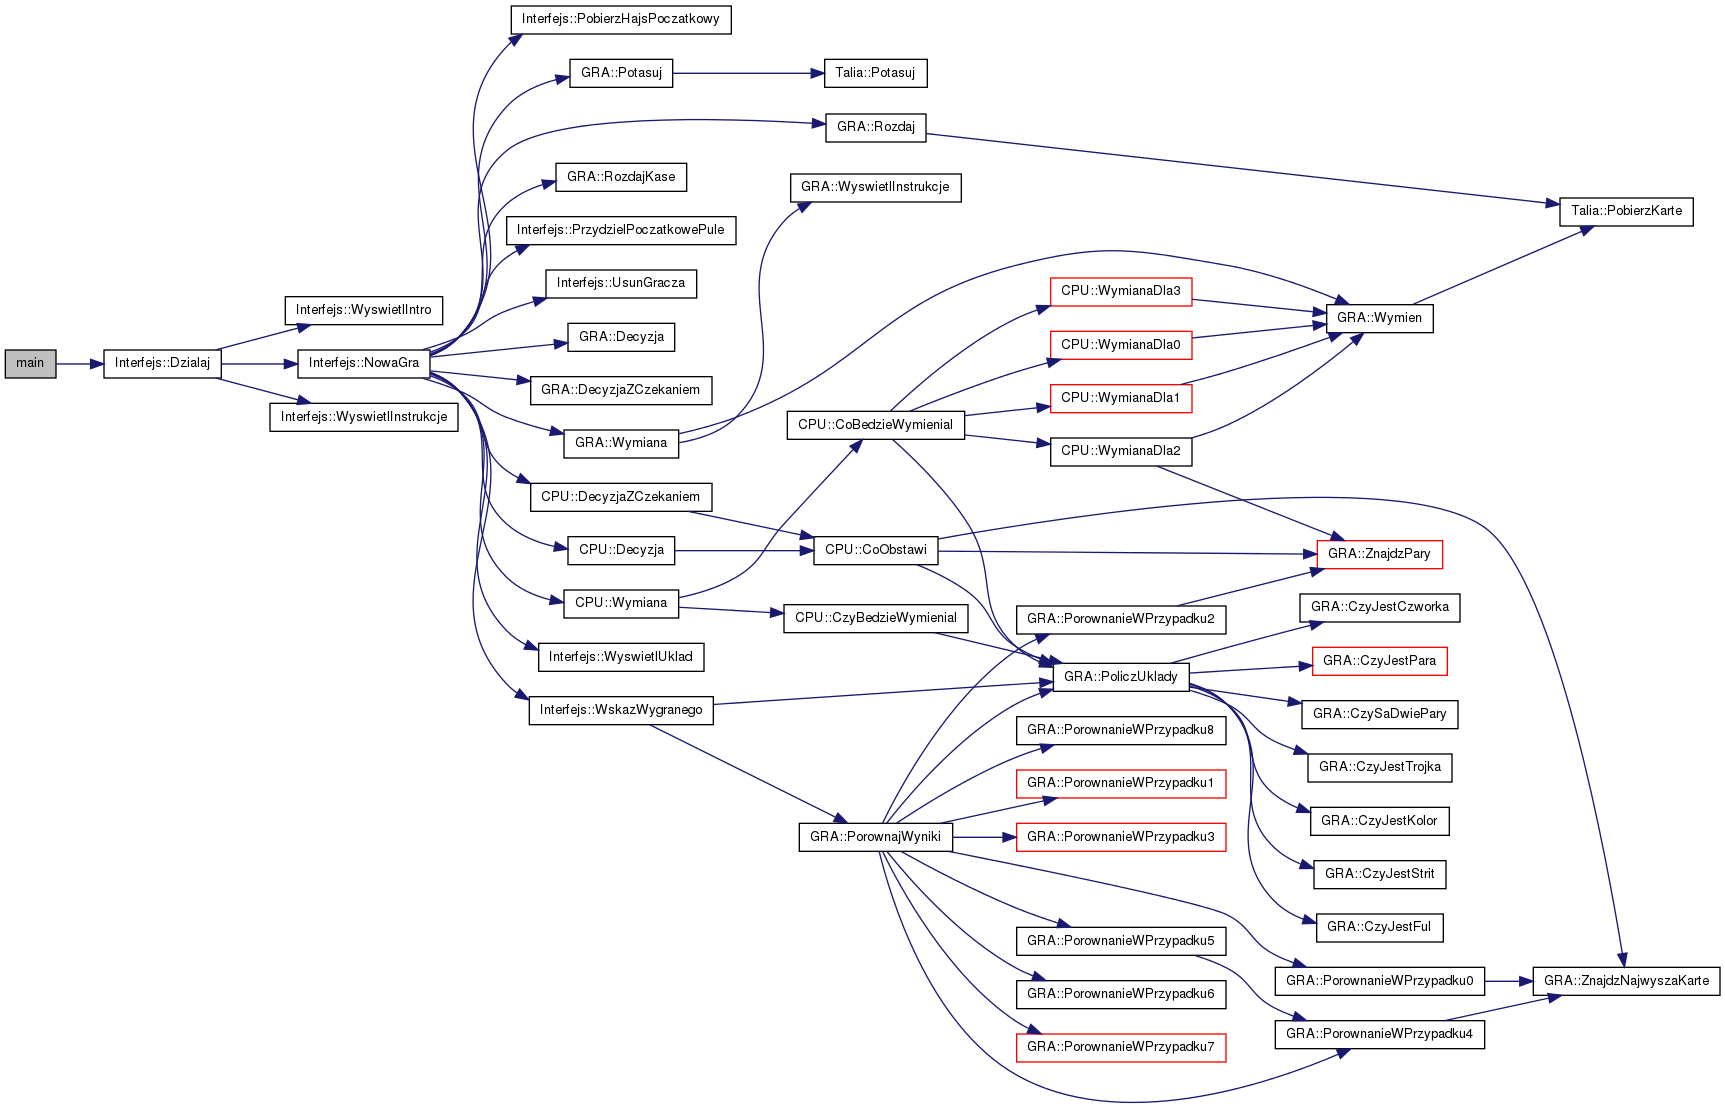 main
Interfejs::Dzialaj
Interfejs::WyswietlIntro
Interfejs::NowaGra
Interfejs::WyswietlInstrukcje
Interfejs::PobierzHajsPoczatkowy
GRA::Potasuj
GRA::RozdajKase
Interfejs::PrzydzielPoczatkowePule
Interfejs::UsunGracza
GRA::Decyzja
GRA::DecyzjaZCzekaniem
GRA::Wymiana
CPU::DecyzjaZCzekaniem
CPU::Decyzja
CPU::Wymiana
Interfejs::WyswietlUklad
Interfejs::WskazWygranego
Talia::Potasuj
GRA::Rozdaj
GRA::WyswietlInstrukcje
CPU::CoBedzieWymienial
CPU::CoObstawi
CPU::CzyBedzieWymienial
GRA::PorownajWyniki
CPU::WymianaDla3
CPU::WymianaDla0
CPU::WymianaDla1
CPU::WymianaDla2
GRA::PorownanieWPrzypadku2
GRA::PoliczUklady
GRA::PorownanieWPrzypadku8
GRA::PorownanieWPrzypadku1
GRA::PorownanieWPrzypadku3
GRA::PorownanieWPrzypadku5
GRA::PorownanieWPrzypadku6
GRA::PorownanieWPrzypadku7
GRA::Wymien
GRA::ZnajdzPary
GRA::CzyJestCzworka
GRA::CzyJestPara
GRA::CzySaDwiePary
GRA::CzyJestTrojka
GRA::CzyJestKolor
GRA::CzyJestStrit
GRA::CzyJestFul
GRA::PorownanieWPrzypadku0
GRA::PorownanieWPrzypadku4
Talia::PobierzKarte
GRA::ZnajdzNajwyszaKarte